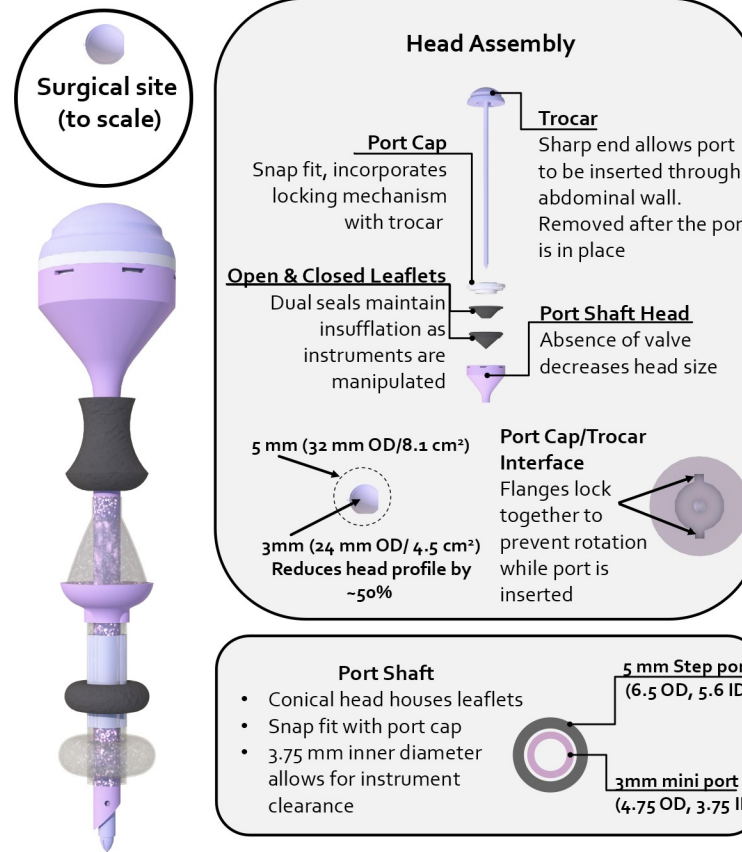 Surgical site
(to scale)
Head Assembly
Trocar
Sharp end allows port
to be inserted through
abdominal wall.
Removed after the por
is in place
Port Cap
Snap fit, incorporates
locking mechanism
with trocar
Open & Closed Leaflets
Dual seals maintain
insufflation as
instruments are
manipulated
Port Shaft Head
Absence of valve
decreases head size
5 mm (32 mm OD/8.1 cm²)
3mm (24 mm OD/ 4.5 cm²)
Reduces head profile by
~50%
Port Cap/Trocar
Interface
Flanges lock
together to
prevent rotation
while port is
inserted
Port Shaft
• Conical head houses leaflets
• Snap fit with port cap
• 3.75 mm inner diameter
allows for instrument
clearance
5 mm Step por
(6.5 OD, 5.6 ID
3mm mini port
(4.75 OD, 3.75 I